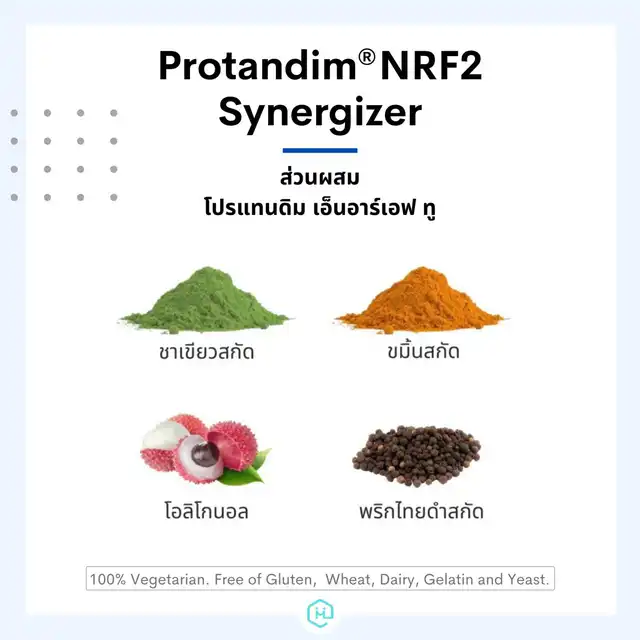 Protandim® NRF2
Synergizer
ส่วนผสม
โปรแทนดิม เอ็นอาร์เอฟ ทู
ชาเขียวสกัด
ขมิ้นสกัด
โอลิโกนอล
พริกไทยดำสกัด
100% Vegetarian. Free of Gluten, Wheat, Dairy, Gelatin and Yeast.